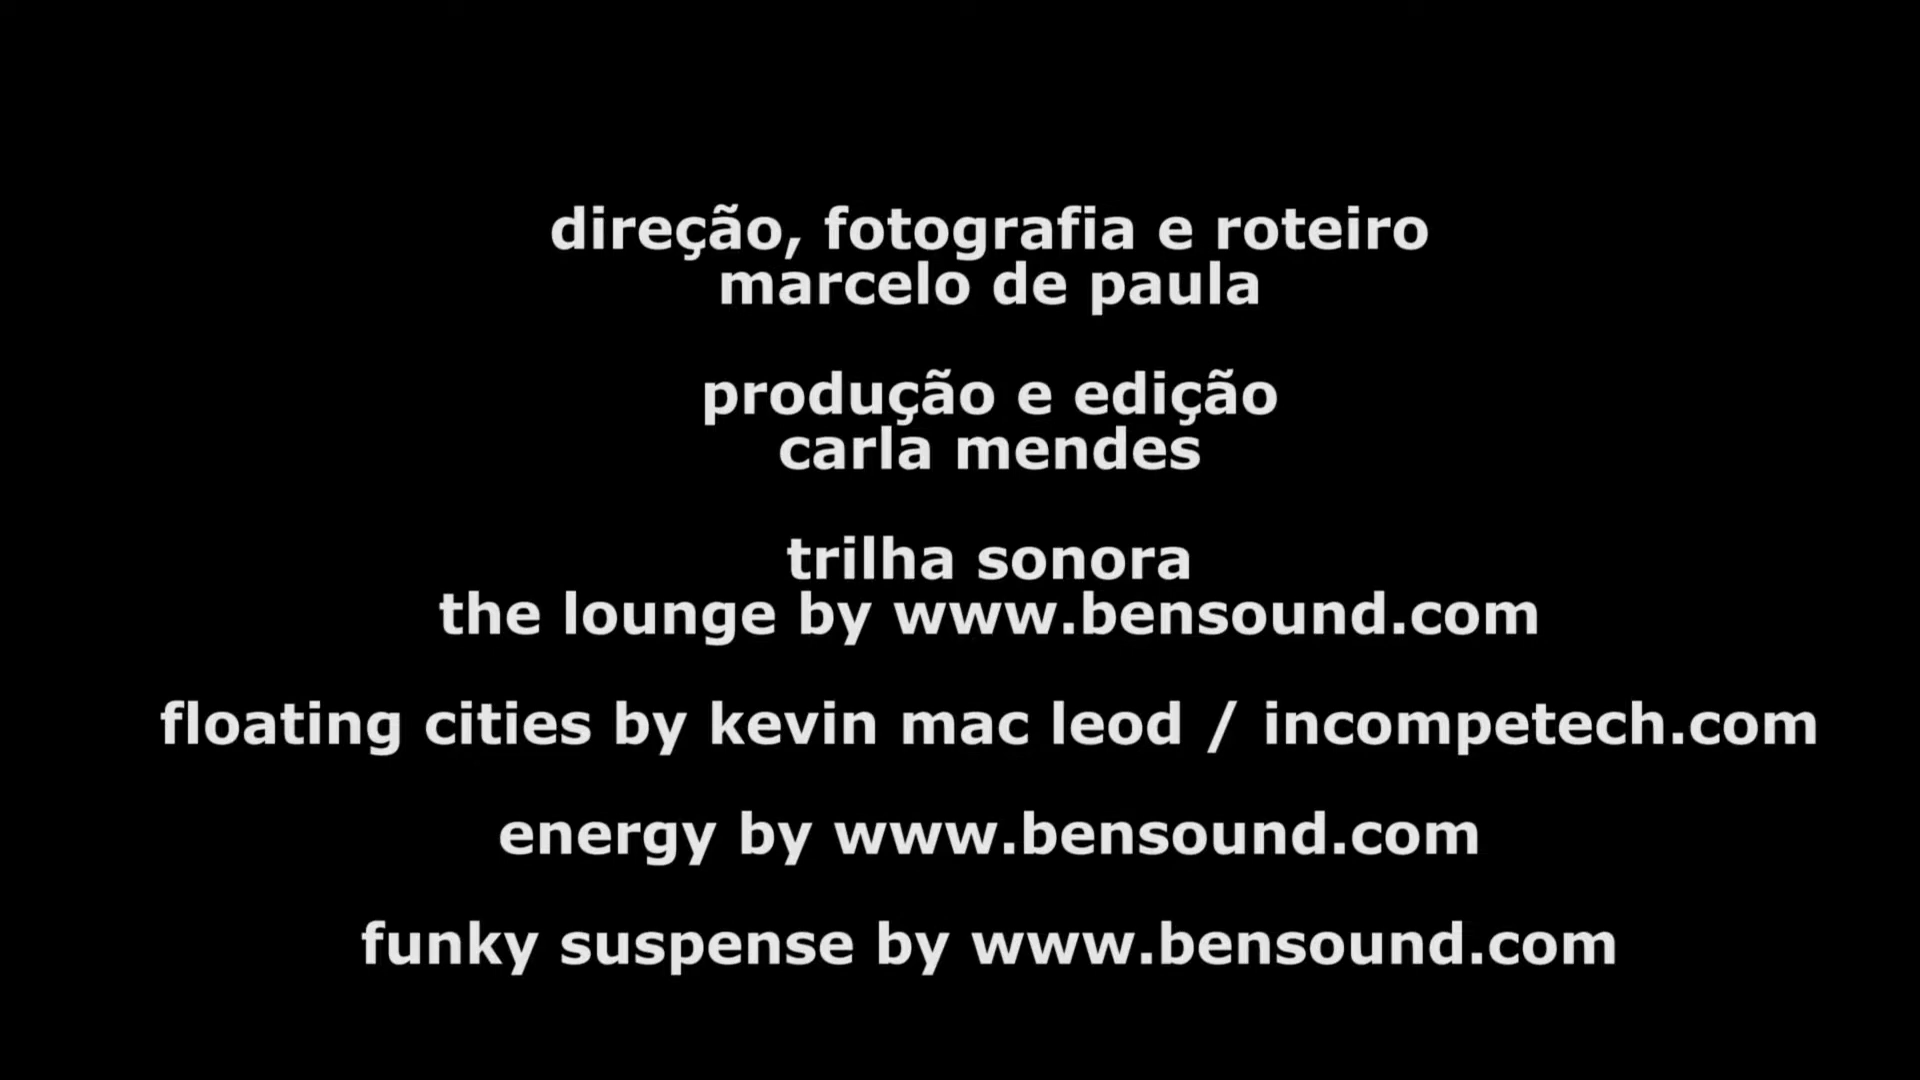 direção, fotografia e roteiro
marcelo de paula
produção e edição
carla mendes
trilha sonora
the lounge by www.bensound.com
floating cities by kevin mac leod / incompetech.com
energy by www.bensound.com
funky suspense by www.bensound.com